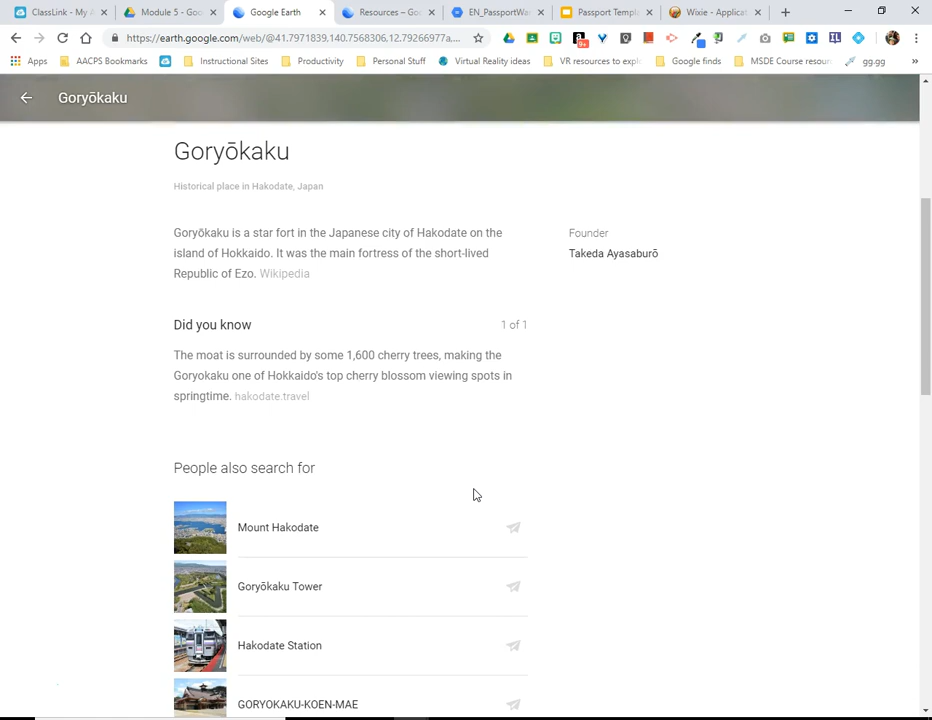 ClassLink - My A
Module 5 - Goo
Google Earth
Resources – Goo
EN_PassportWa
Passport Templ
Wixie - Applicat
https://earth.google.com/web/@41.7971839,140.7568306,12.79266977a,...
Apps
AACPS Bookmarks
Instructional Sites
Productivity
Personal Stuff
Virtual Reality ideas
VR resources to expl
Google finds
MSDE Course resour
gg.gg
»
Goryōkaku
Goryōkaku
Historical place in Hakodate, Japan
Goryōkaku is a star fort in the Japanese city of Hakodate on the
island of Hokkaido. It was the main fortress of the short-lived
Republic of Ezo. Wikipedia
Founder
Takeda Ayasaburō
Did you know
1 of 1
The moat is surrounded by some 1,600 cherry trees, making the
Goryokaku one of Hokkaido's top cherry blossom viewing spots in
springtime. hakodate.travel
People also search for
Mount Hakodate
Goryōkaku Tower
Hakodate Station
GORYOKAKU-KOEN-MAE